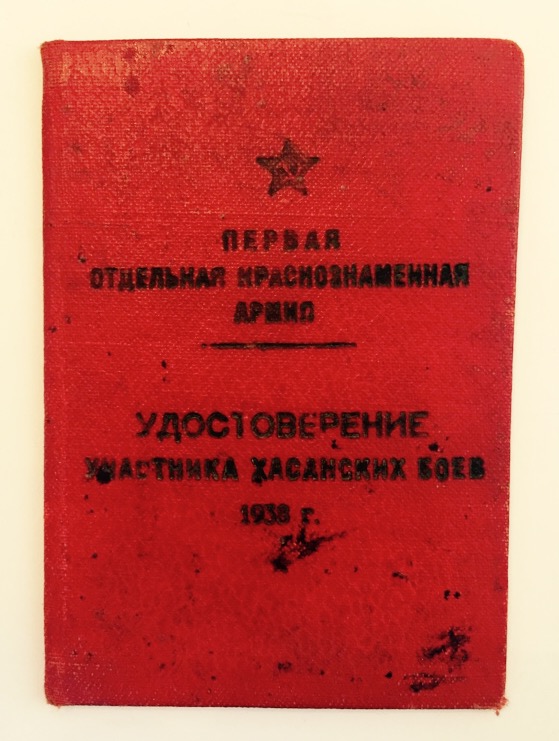 ПЕРВАЯ
ОТДЕЛЬНАЯ КРАСНОЗНАМЕННАЯ
АРМИЯ
УДОСТОВЕРЕНИЕ
УЧАСТНИКА ХАСАНСКИХ БОЕВ
1938 г.